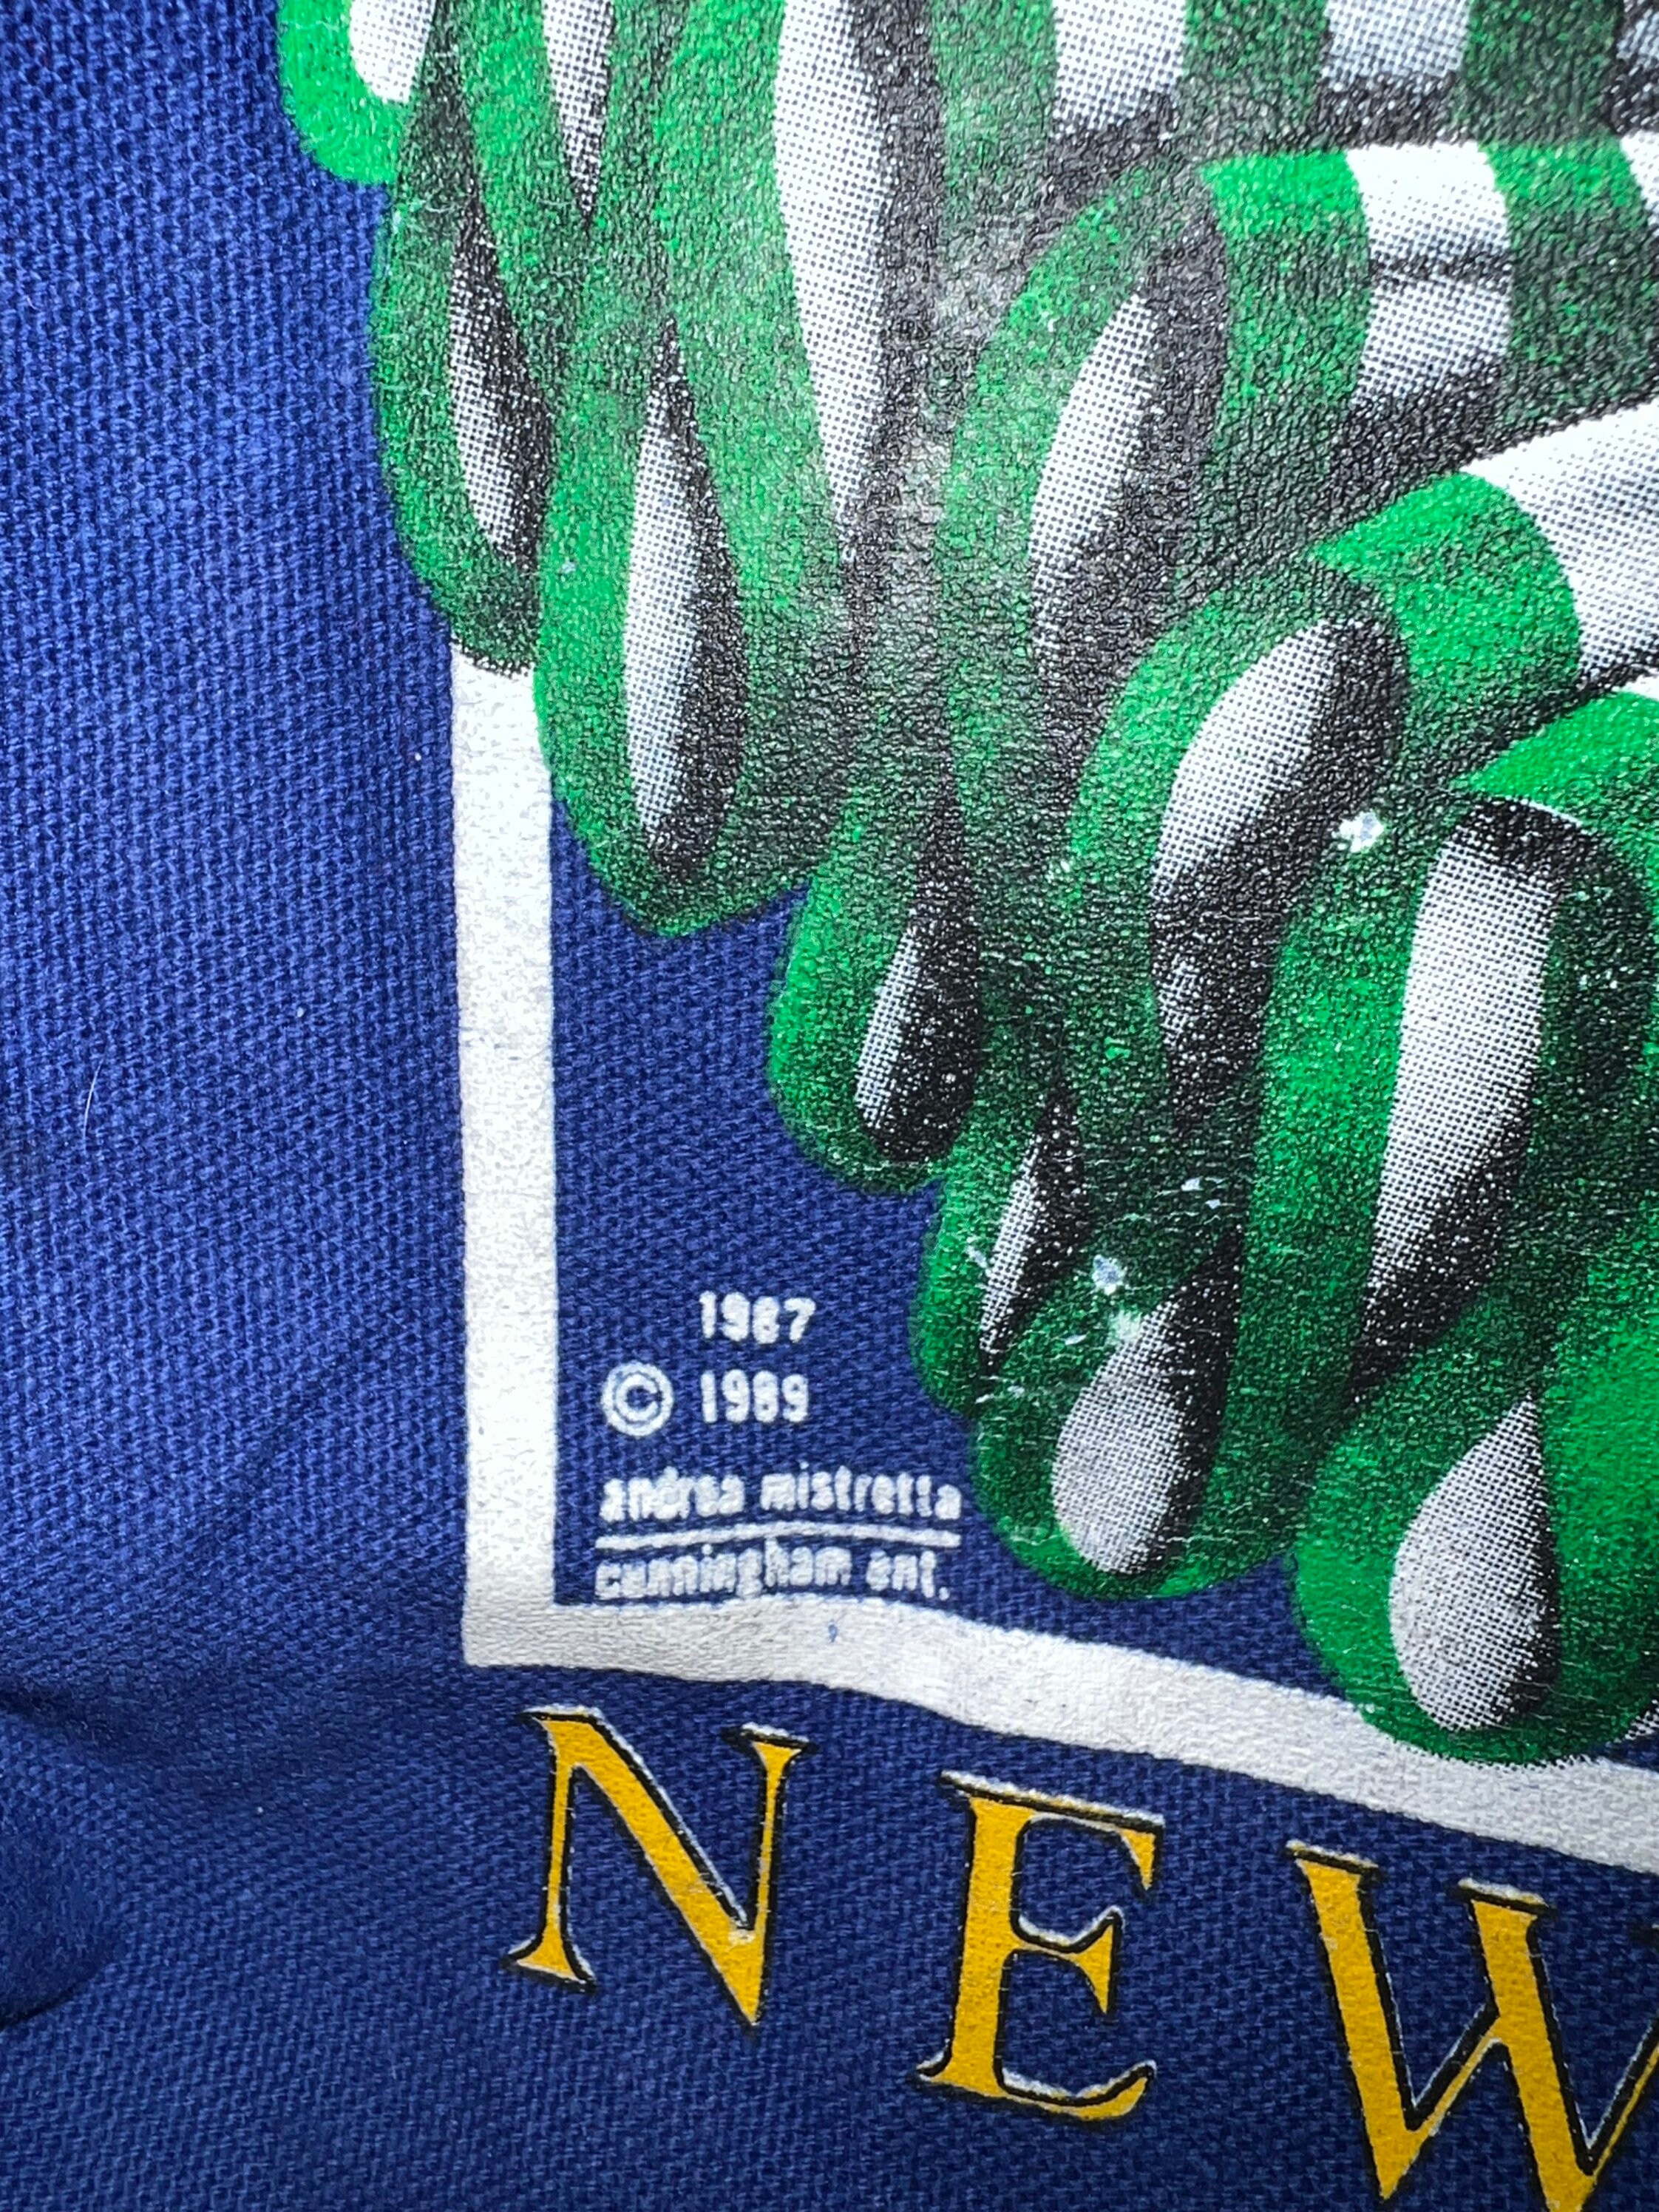 1987
© 1989
andrea mistretta
cunningham ent.
NEW